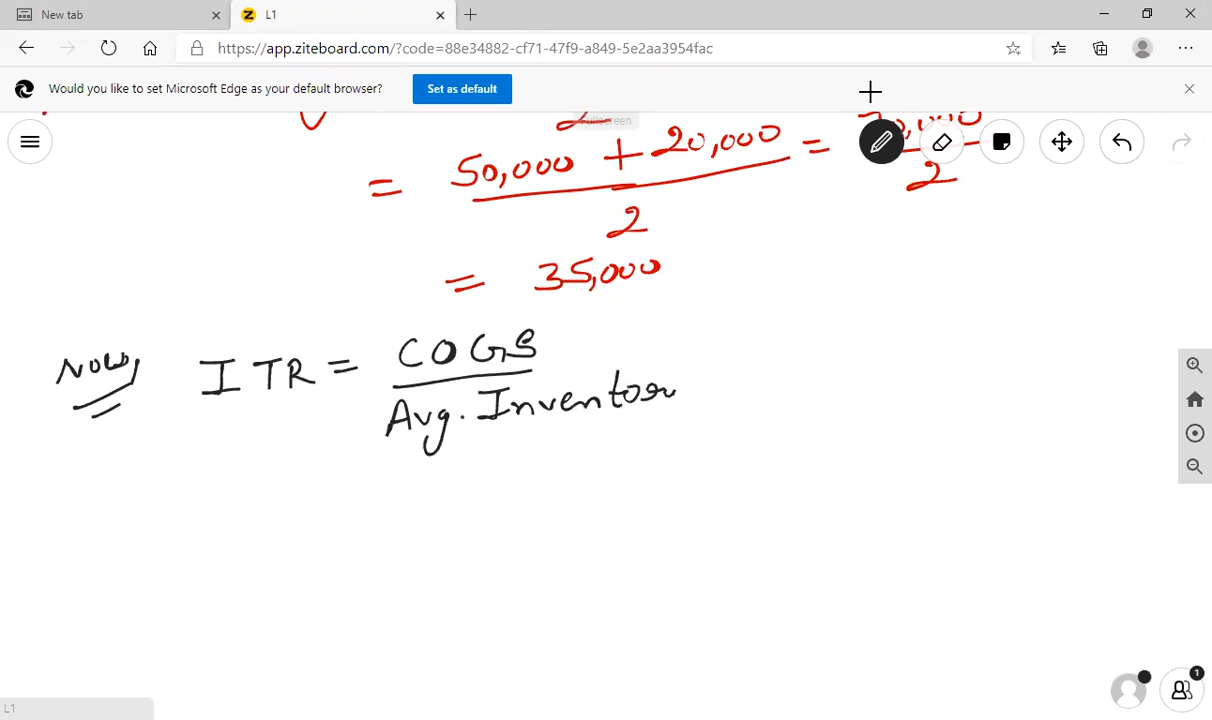 New tab
L1
https://app.ziteboard.com/?code=88e34882-cf71-47f9-a849-5e2aa3954fac
Would you like to set Microsoft Edge as your default browser?
Set as default
Fullscreen
= 50,000 + 20,000 =
2
2
= 35,000
Now, ITR = COGS
Avg. Inventor
1
L1